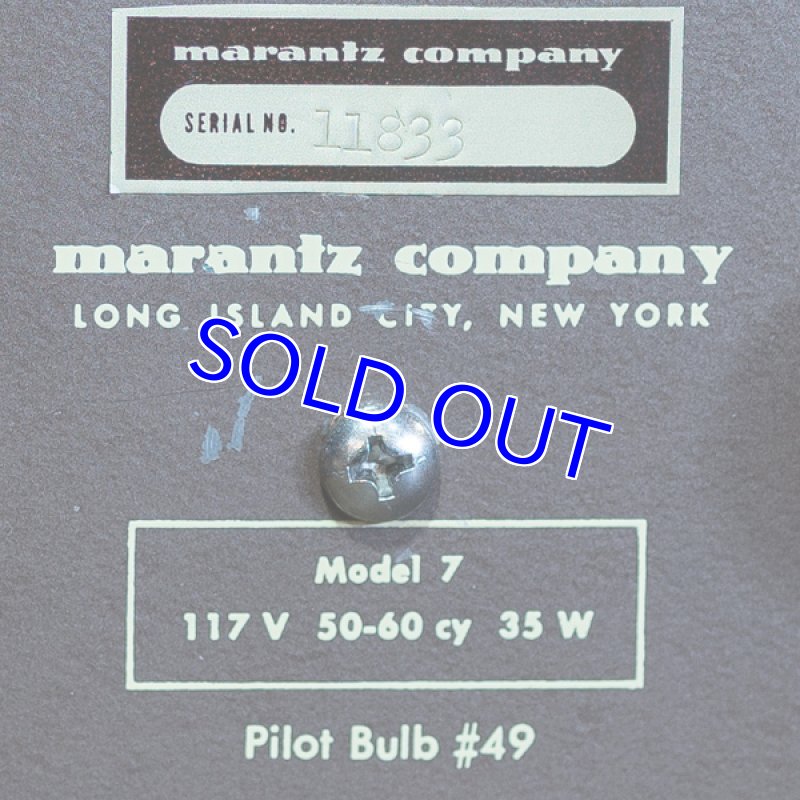 marantz company
SERIAL NO. 11833
marantz company
LONG ISLAND CITY, NEW YORK
SOLD OUT
Model 7
117 V 50-60 cy 35 W
Pilot Bulb #49